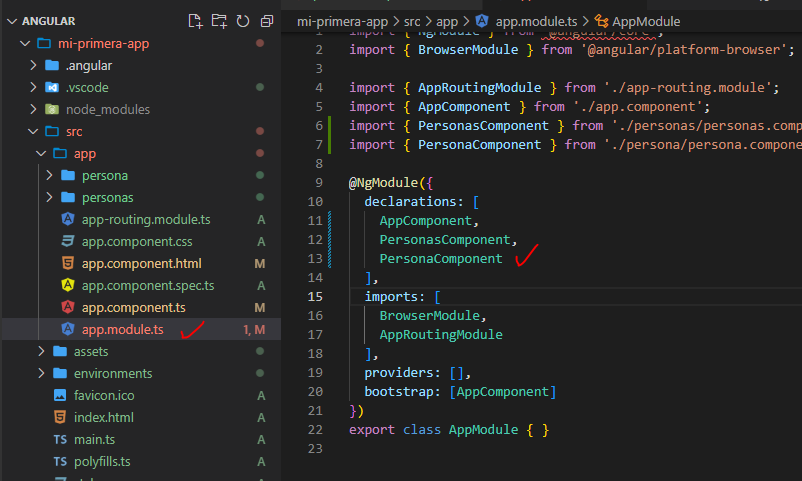 ANGULAR
mi-primera-app
.angular
.vscode
node_modules
src
app
persona
personas
app-routing.module.ts A
app.component.css A
app.component.html M
app.component.spec.ts A
app.component.ts M
app.module.ts 1, M
assets
environments
favicon.ico A
index.html A
main.ts A
polyfills.ts A
mi-primera-app > src > app > app.module.ts > AppModule
import { NgModule } from '@angular/core';
2 import { BrowserModule } from '@angular/platform-browser';
3
4 import { AppRoutingModule } from './app-routing.module';
5 import { AppComponent } from './app.component';
6 import { PersonasComponent } from './personas/personas.comp
7 import { PersonaComponent } from './persona/persona.compone
8
9 @NgModule({
10 declarations: [
11 AppComponent,
12 PersonasComponent,
13 PersonaComponent
14 ],
15 imports: [
16 BrowserModule,
17 AppRoutingModule
18 ],
19 providers: [],
20 bootstrap: [AppComponent]
21 })
22 export class AppModule { }
23